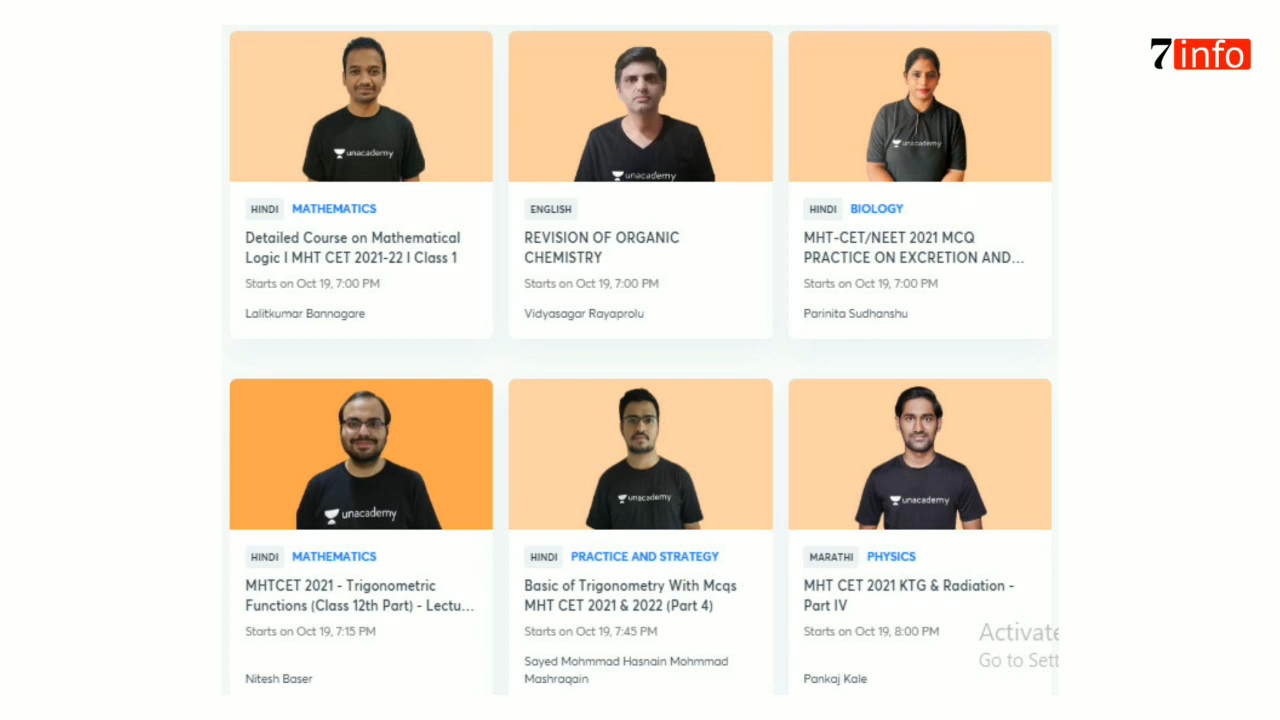 7info
unacademy
unacademy
unacademy
HINDI MATHEMATICS
Detailed Course on Mathematical
Logic I MHT CET 2021-22 I Class 1
Starts on Oct 19, 7:00 PM
Lalitkumar Bannagare
ENGLISH
REVISION OF ORGANIC
CHEMISTRY
Starts on Oct 19, 7:00 PM
Vidyasagar Rayaprolu
HINDI BIOLOGY
MHT-CET/NEET 2021 MCQ
PRACTICE ON EXCRETION AND...
Starts on Oct 19, 7:00 PM
Parinita Sudhanshu
unacademy
unacademy
unacademy
HINDI MATHEMATICS
MHTCET 2021 - Trigonometric
Functions (Class 12th Part) - Lectu...
Starts on Oct 19, 7:15 PM
Nitesh Baser
HINDI PRACTICE AND STRATEGY
Basic of Trigonometry With Mcqs
MHT CET 2021 & 2022 (Part 4)
Starts on Oct 19, 7:45 PM
Sayed Mohmmad Hasnain Mohmmad
Mashraqain
MARATHI PHYSICS
MHT CET 2021 KTG & Radiation -
Part IV
Starts on Oct 19, 8:00 PM
Pankaj Kale
Activate
Go to Sett